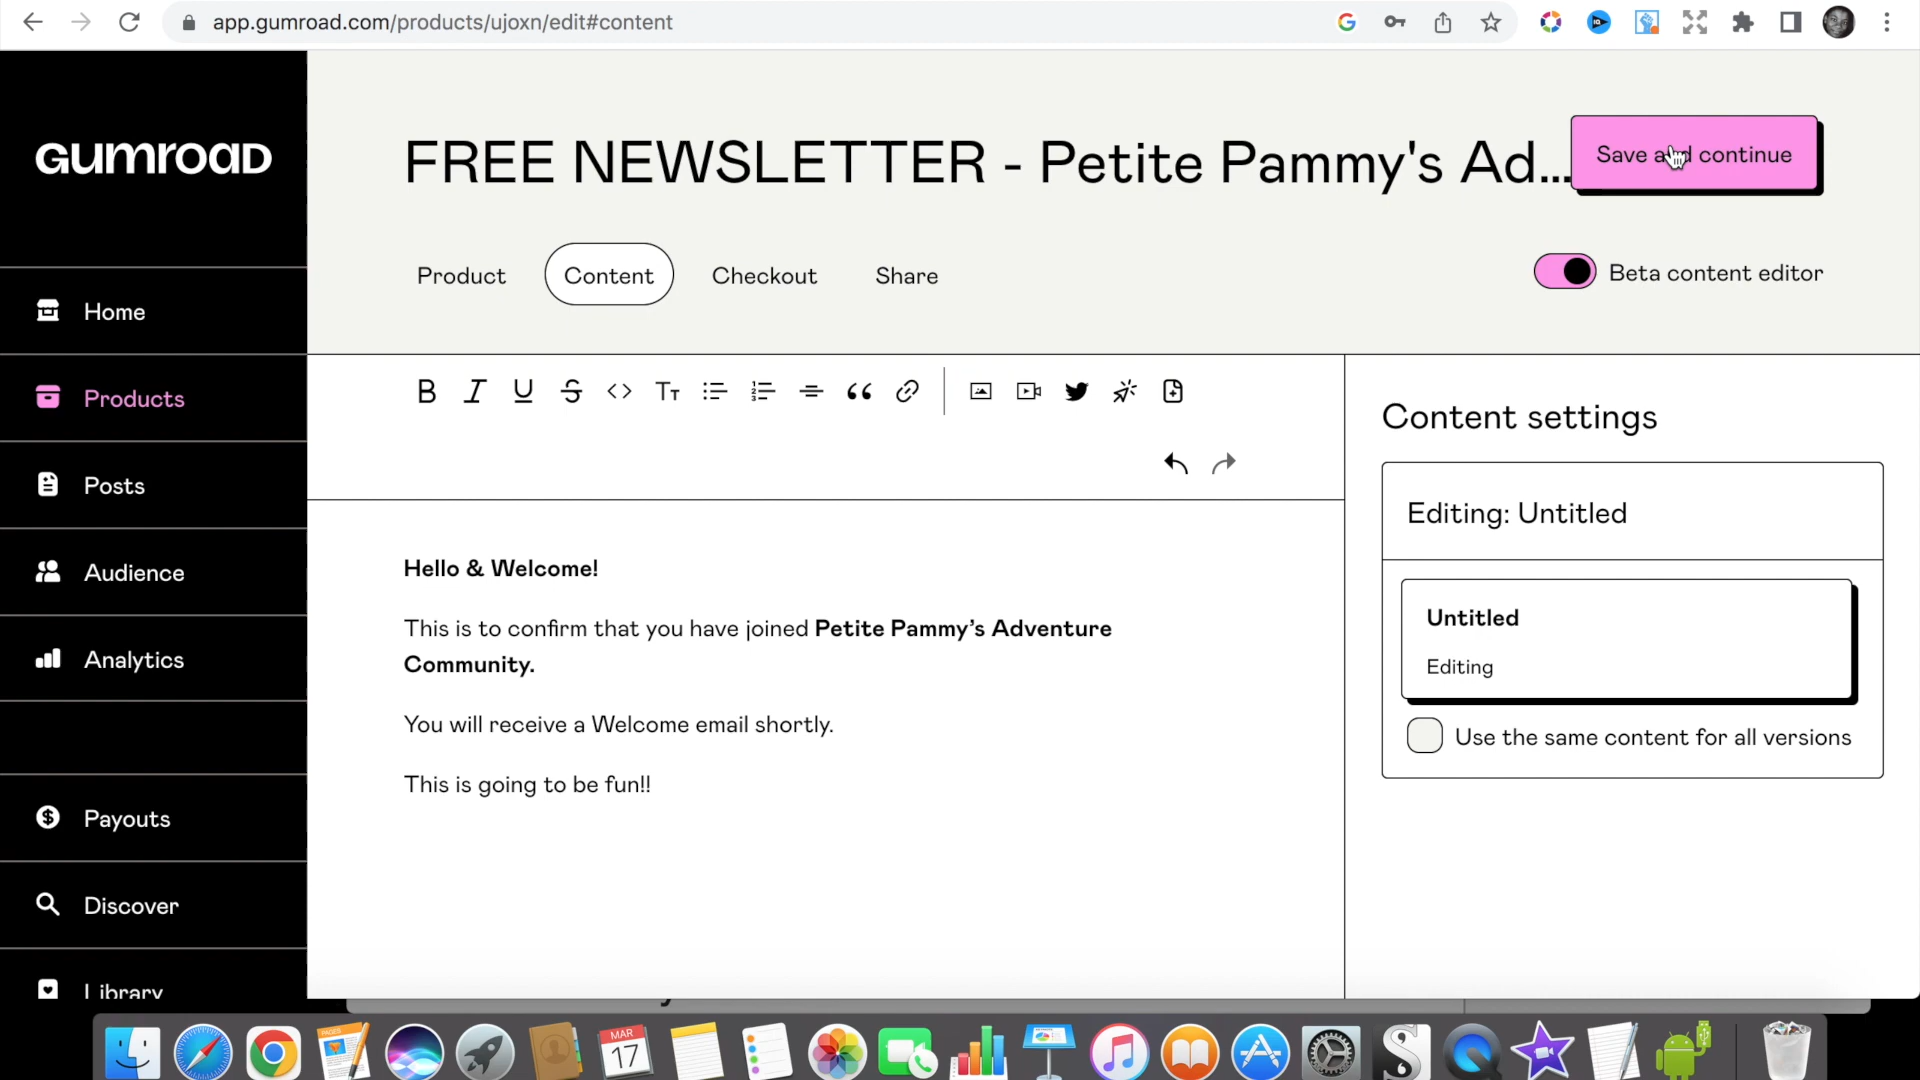 app.gumroad.com/products/ujoxn/edit#content
GUMROAD
FREE NEWSLETTER - Petite Pammy's Ad...
Save and continue
Product
Content
Checkout
Share
Beta content editor
Home
Products
Posts
Audience
Analytics
Payouts
Discover
Library
Content settings
Editing: Untitled
Untitled
Editing
Use the same content for all versions
Hello & Welcome!
This is to confirm that you have joined Petite Pammy’s Adventure
Community.
You will receive a Welcome email shortly.
This is going to be fun!!
PAGES
MAR
17